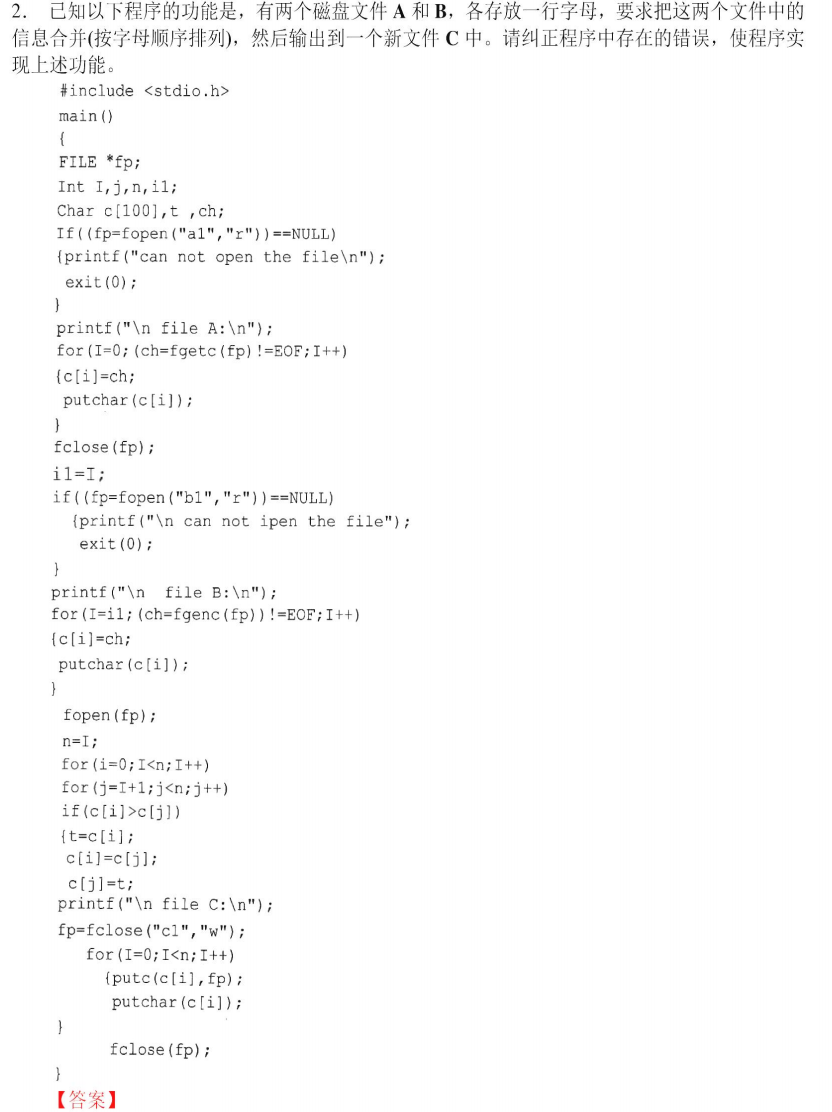 2. 已知以下程序的功能是，有两个磁盘文件 A 和 B，各存放一行字母，要求把这两个文件中的
信息合并(按字母顺序排列)，然后输出到一个新文件 C 中。请纠正程序中存在的错误，使程序实
现上述功能。
#include <stdio.h>
main()
{
FILE *fp;
Int I,j,n,i1;
Char c[100],t ,ch;
If((fp=fopen("a1","r"))==NULL)
{printf("can not open the file\n");
exit(0);
}
printf("\n file A:\n");
for(I=0;(ch=fgetc(fp)!=EOF;I++)
{c[i]=ch;
putchar(c[i]);
}
fclose(fp);
i1=I;
if((fp=fopen("b1","r"))==NULL)
{printf("\n can not ipen the file");
exit(0);
}
printf("\n  file B:\n");
for(I=i1;(ch=fgenc(fp))!=EOF;I++)
{c[i]=ch;
putchar(c[i]);
}
fopen(fp);
n=I;
for(i=0;I<n;I++)
for(j=I+1;j<n;j++)
if(c[i]>c[j])
{t=c[i];
c[i]=c[j];
c[j]=t;
printf("\n file C:\n");
fp=fclose("c1","w");
for(I=0;I<n;I++)
{putc(c[i],fp);
putchar(c[i]);
}
fclose(fp);
}
【答案】